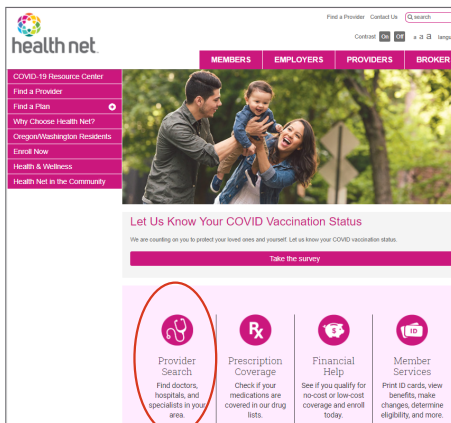 Find a Provider Contact Us search
health net
Contrast On Off a a a
MEMBERS EMPLOYERS PROVIDERS BROKER
COVID-19 Resource Center
Find a Provider
Find a Plan
Why Choose Health Net?
Oregon/Washington Residents
Enroll Now
Health & Wellness
Health Net in the Community
Let Us Know Your COVID Vaccination Status
We are counting on you to protect your loved ones and yourself. Let us know your COVID vaccination status.
Take the survey
Provider
Search
Find doctors,
hospitals, and
specialists in your
area.
Rx
Prescription
Coverage
Check if your
medications are
covered in our drug
lists.
$
Financial
Help
See if you qualify for
no-cost or low-cost
coverage and enroll
today.
ID
Member
Services
Print ID cards, view
benefits, make
changes, determine
eligibility, and more.